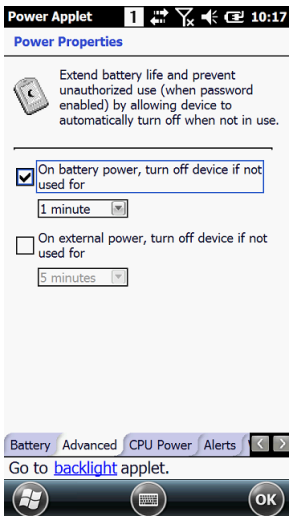 Power Applet 1 10:17
Power Properties
Extend battery life and prevent
unauthorized use (when password
enabled) by allowing device to
automatically turn off when not in use.
On battery power, turn off device if not
used for
1 minute
On external power, turn off device if not
used for
5 minutes
Battery Advanced CPU Power Alerts
Go to backlight applet.
OK